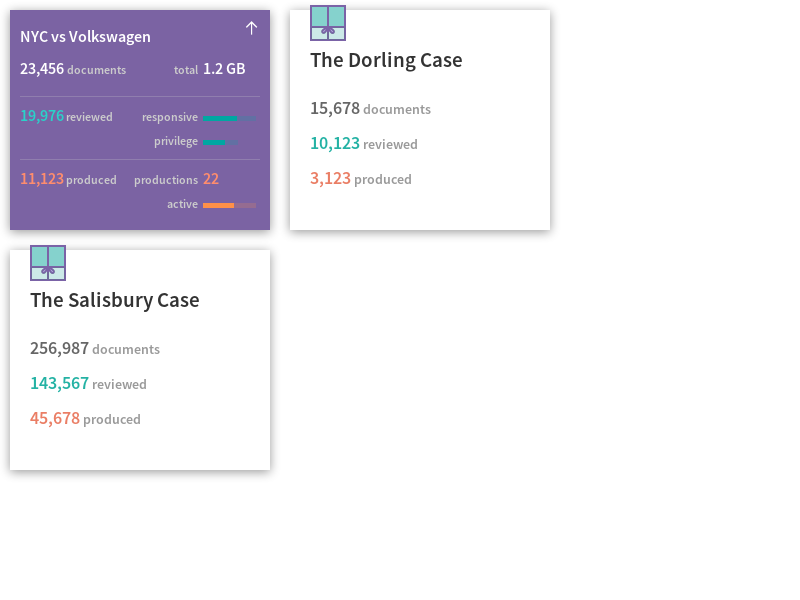 NYC vs Volkswagen
23,456 documents total 1.2 GB
19,976 reviewed responsive
privilege
11,123 produced productions 22
active
The Dorling Case
15,678 documents
10,123 reviewed
3,123 produced
The Salisbury Case
256,987 documents
143,567 reviewed
45,678 produced